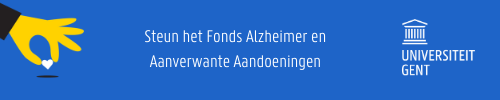 Steun het Fonds Alzheimer en
Aanverwante Aandoeningen
UNIVERSITEIT
GENT